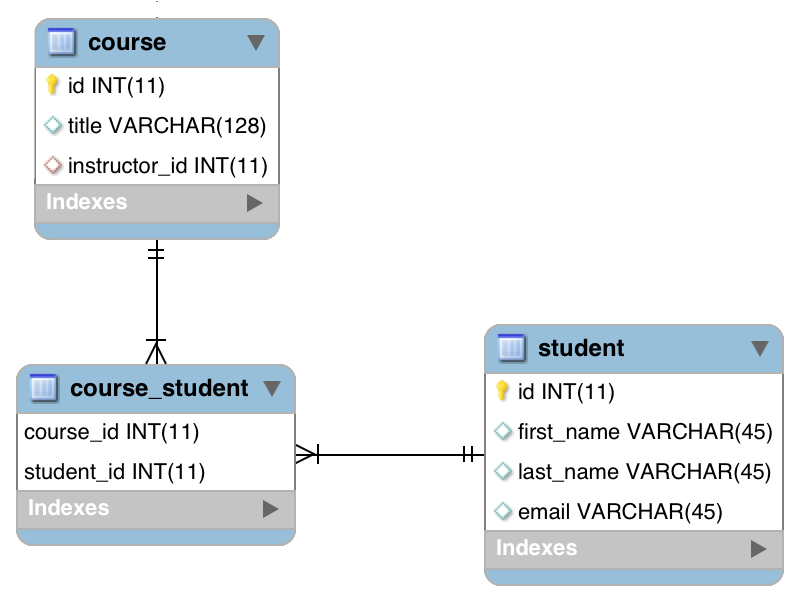 course
id INT(11)
title VARCHAR(128)
instructor_id INT(11)
Indexes
course_student
course_id INT(11)
student_id INT(11)
Indexes
student
id INT(11)
first_name VARCHAR(45)
last_name VARCHAR(45)
email VARCHAR(45)
Indexes